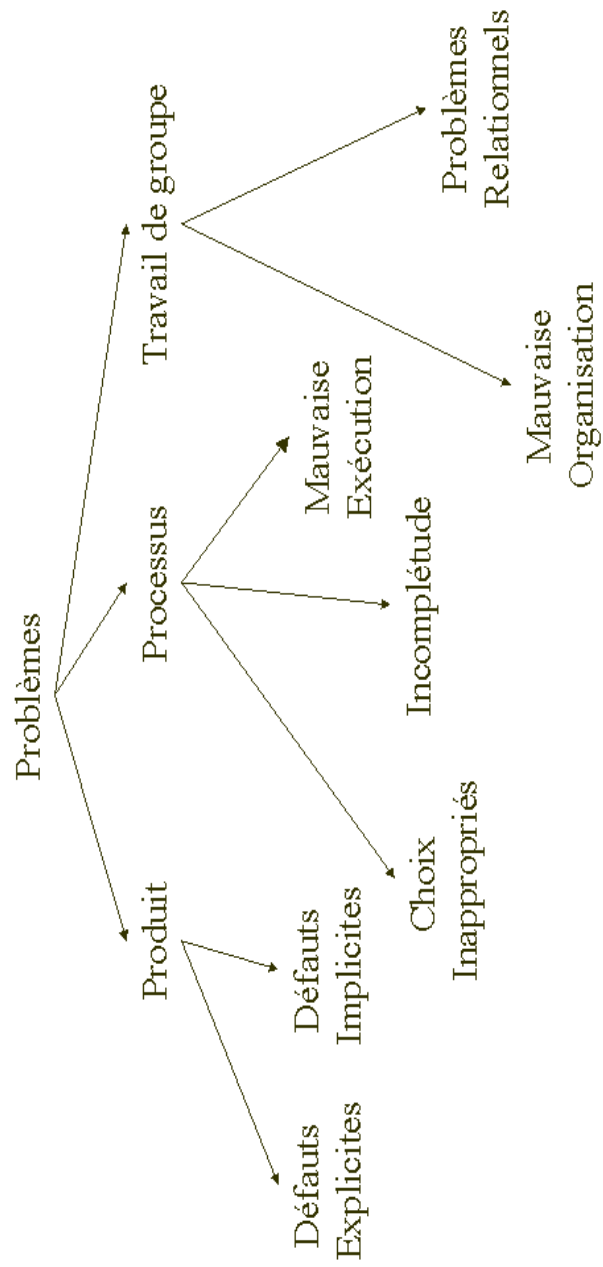 Problèmes
Produit
Processus
Travail de groupe
Défauts
Explicites
Défauts
Implicites
Choix
Inappropriés
Incomplétude
Mauvaise
Exécution
Mauvaise
Organisation
Problèmes
Relationnels